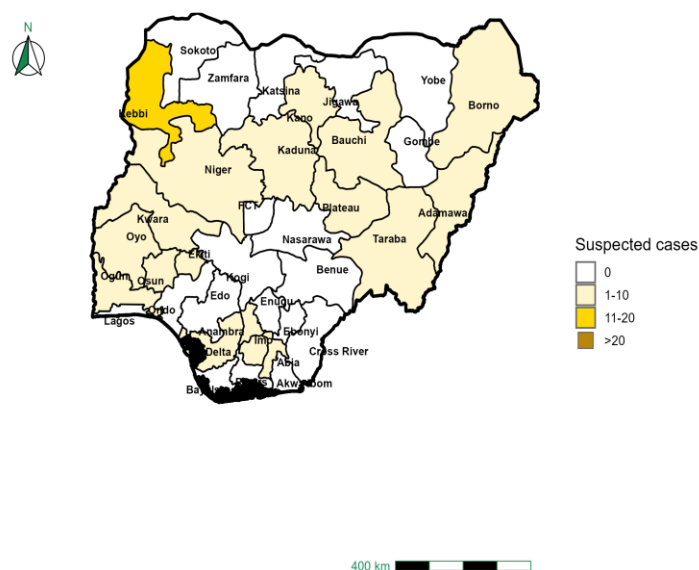 N
Sokoto
Zamfara
Katsina
Yobe
Jigawa
Borno
Kebbi
Kano
Bauchi
Gombe
Kaduna
Niger
FCT
Plateau
Adamawa
Kwara
Oyo
Taraba
Nasarawa
Ekiti
Benue
Ogun
Osun
Kogi
Edo
Enugu
Ondo
Lagos
Anambra
Ebonyi
Imo
Delta
Cross River
Abia
Akwa Ibom
Suspected cases
0
1-10
11-20
>20
400 km